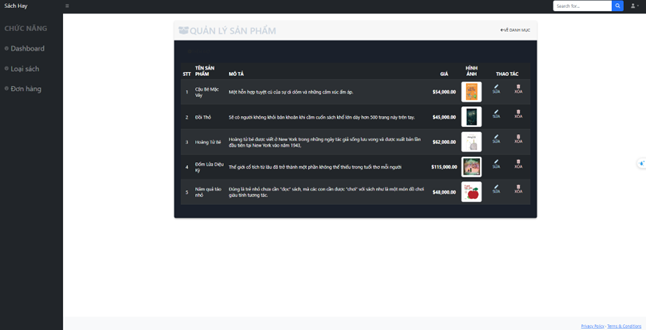 Sách Hay
Search for...
CHỨC NĂNG
Dashboard
Loại sách
Đơn hàng
QUẢN LÝ SẢN PHẨM
VỀ DANH MỤC
STT TÊN SẢN PHẨM MÔ TẢ GIÁ HÌNH ẢNH THAO TÁC
1 Cậu Bé Mặc Váy Một hỗn hợp tuyệt cú của sự dí dỏm và những cảm xúc ấm áp. $54,000.00 SỬA XÓA
2 Đồi Thỏ Sẽ có người không khỏi băn khoăn khi cầm cuốn sách khổ lớn dày hơn 500 trang này trên tay. $45,000.00 SỬA XÓA
3 Hoàng Tử Bé Hoàng tử bé được viết ở New York trong những ngày tác giả sống lưu vong và được xuất bản lần đầu tiên tại New York vào năm 1943, $62,000.00 SỬA XÓA
4 Đốm Lửa Diệu Kỳ Thế giới cổ tích từ lâu đã trở thành một phần không thể thiếu trong tuổi thơ mỗi người $115,000.00 SỬA XÓA
5 Năm quả táo nhỏ Đúng là trẻ nhỏ chưa cần "đọc" sách, mà các con cần được "chơi" với sách như là một món đồ chơi giàu tính tương tác. $48,000.00 SỬA XÓA
Privacy Policy · Terms & Conditions